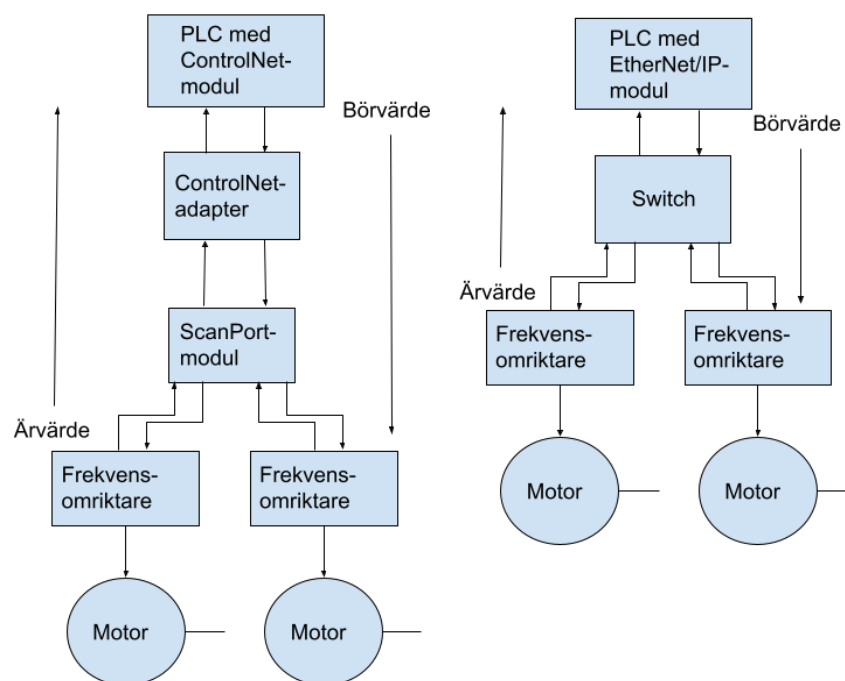 PLC med
ControlNet-
modul
Börvärde
ControlNet-
adapter
ScanPort-
modul
Ärvärde
Frekvens-
omriktare
Frekvens-
omriktare
Motor
Motor
PLC med
EtherNet/IP-
modul
Börvärde
Switch
Ärvärde
Frekvens-
omriktare
Frekvens-
omriktare
Motor
Motor